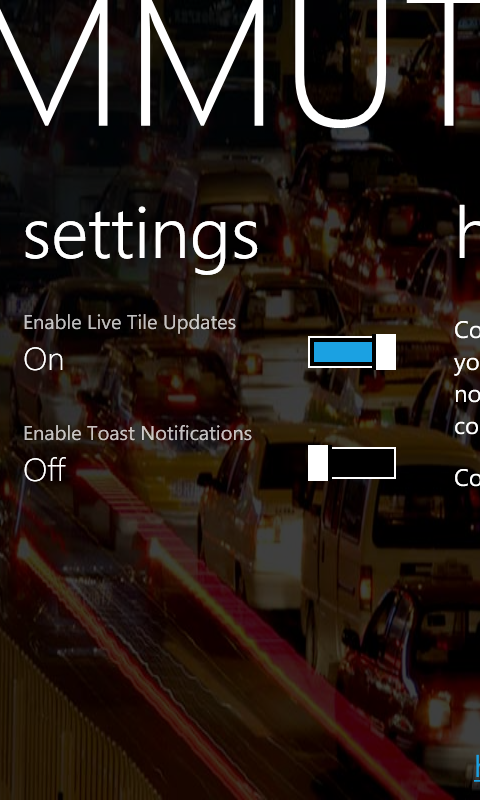 MMUT
settings
Enable Live Tile Updates
On
Enable Toast Notifications
Off
h
Co
yo
no
co
Co
h